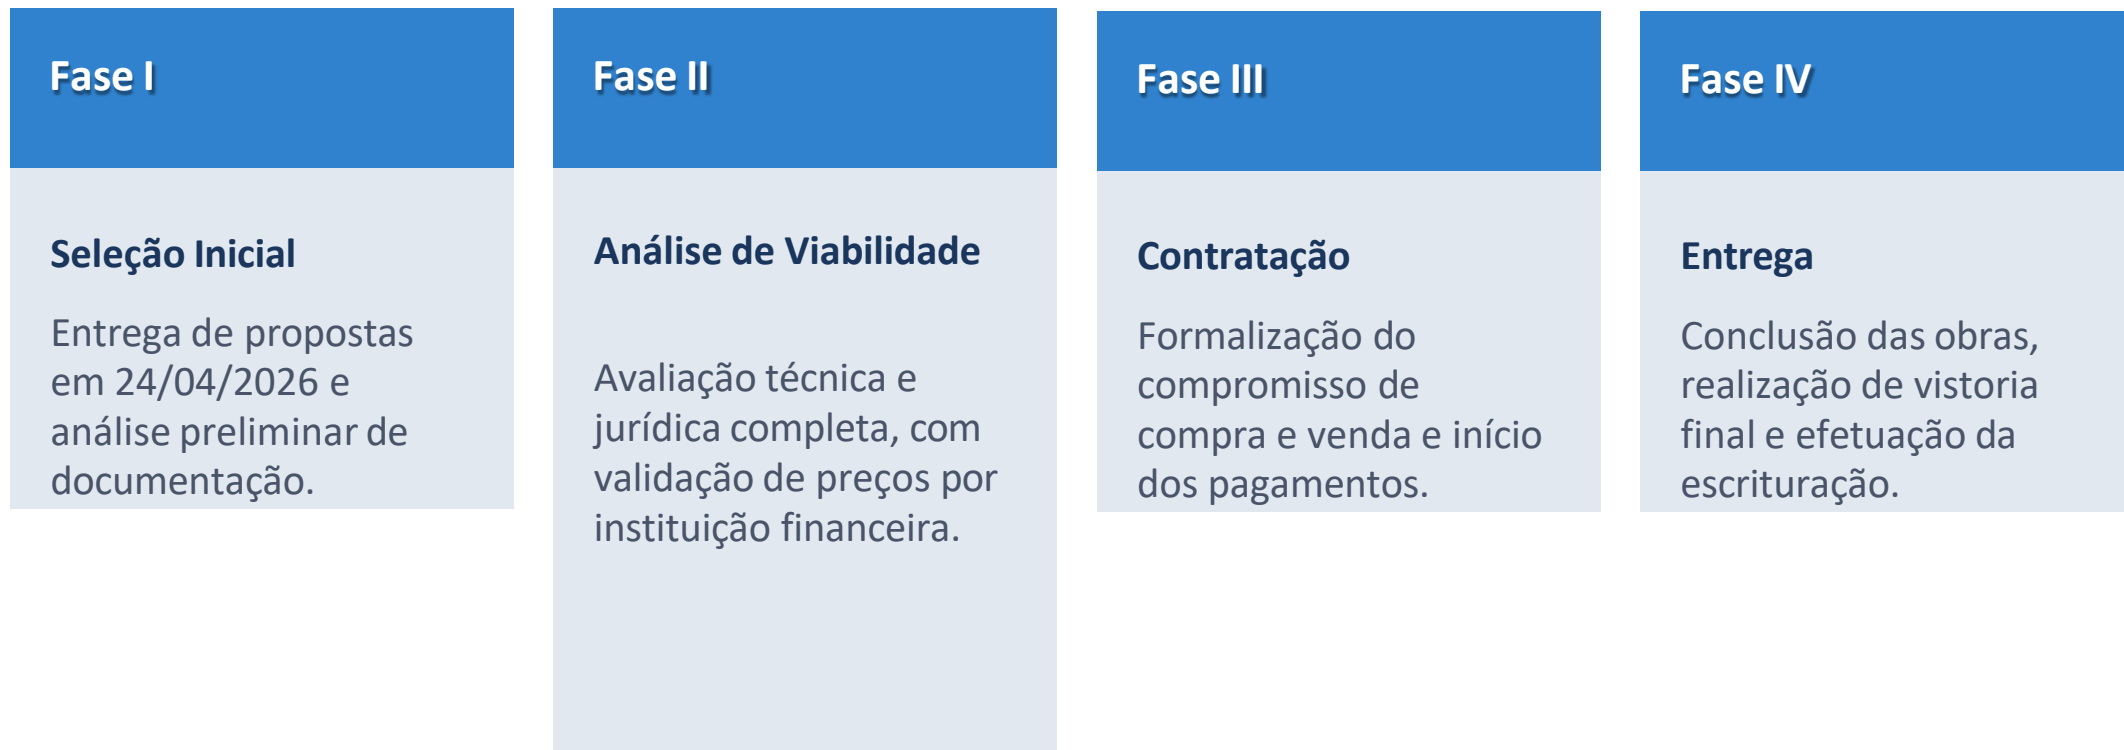 Fase I
Seleção Inicial
Entrega de propostas
em 24/04/2026 e
análise preliminar de
documentação.
Fase II
Análise de Viabilidade
Avaliação técnica e
jurídica completa, com
validação de preços por
instituição financeira.
Fase III
Contratação
Formalização do
compromisso de
compra e venda e início
dos pagamentos.
Fase IV
Entrega
Conclusão das obras,
realização de vistoria
final e efetuação da
escrituração.